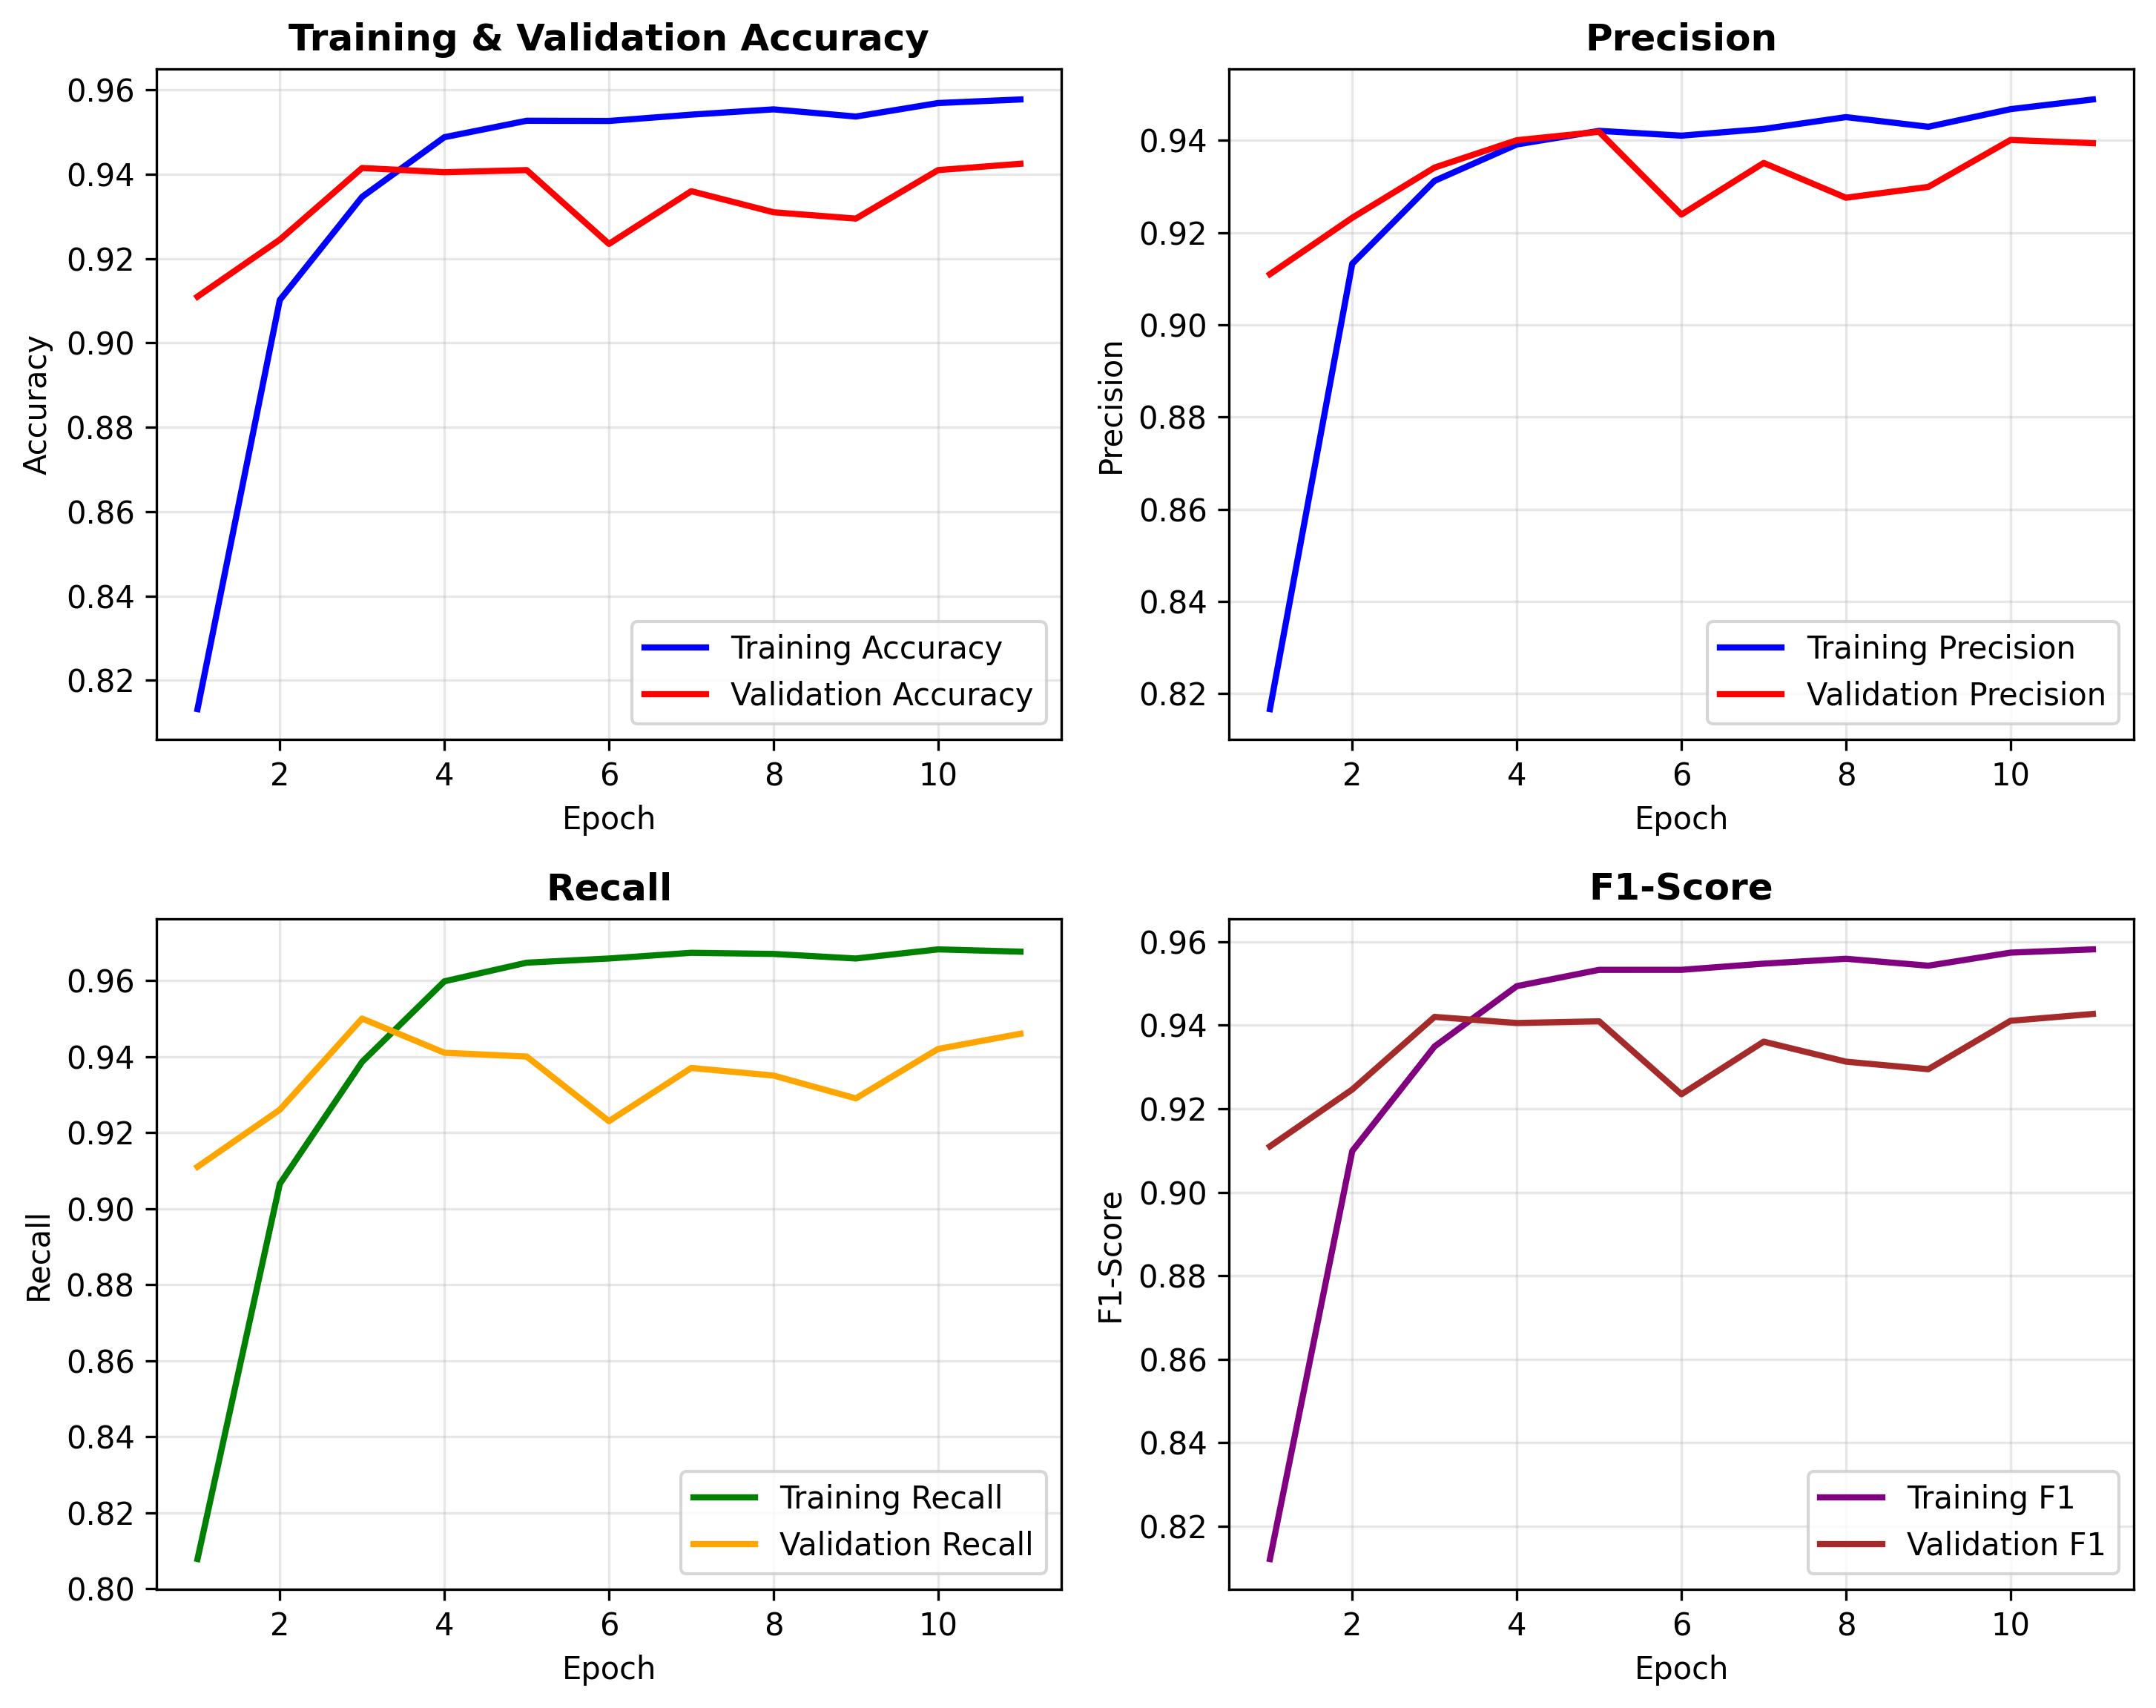 Training & Validation Accuracy
Accuracy
0.96
0.94
0.92
0.90
0.88
0.86
0.84
0.82
2 4 6 8 10
Epoch
Training Accuracy
Validation Accuracy
Precision
Precision
0.94
0.92
0.90
0.88
0.86
0.84
0.82
2 4 6 8 10
Epoch
Training Precision
Validation Precision
Recall
Recall
0.96
0.94
0.92
0.90
0.88
0.86
0.84
0.82
0.80
2 4 6 8 10
Epoch
Training Recall
Validation Recall
F1-Score
F1-Score
0.96
0.94
0.92
0.90
0.88
0.86
0.84
0.82
2 4 6 8 10
Epoch
Training F1
Validation F1